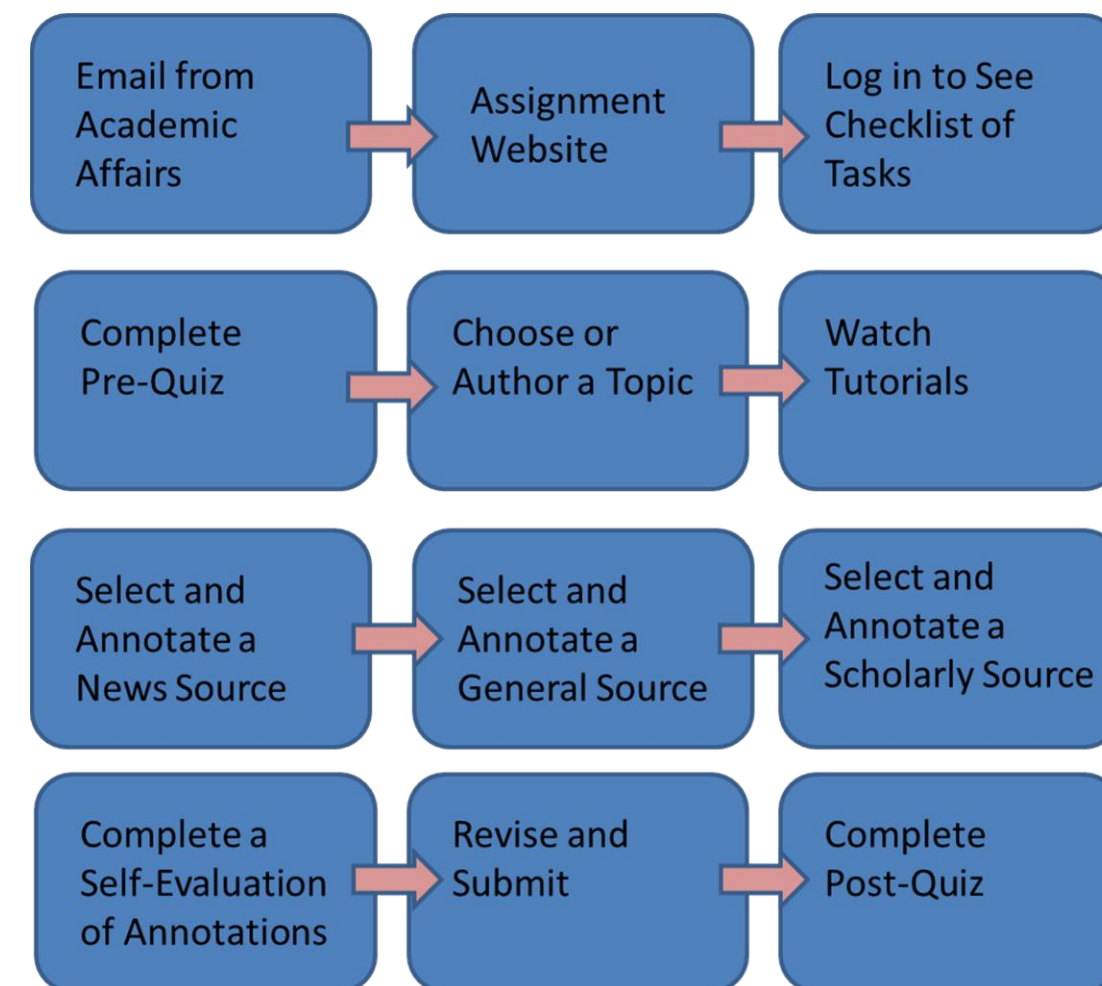 Email from
Academic
Affairs
Assignment
Website
Log in to See
Checklist of
Tasks
Complete
Pre-Quiz
Choose or
Author a Topic
Watch
Tutorials
Select and
Annotate a
News Source
Select and
Annotate a
General Source
Select and
Annotate a
Scholarly Source
Complete a
Self-Evaluation
of Annotations
Revise and
Submit
Complete
Post-Quiz